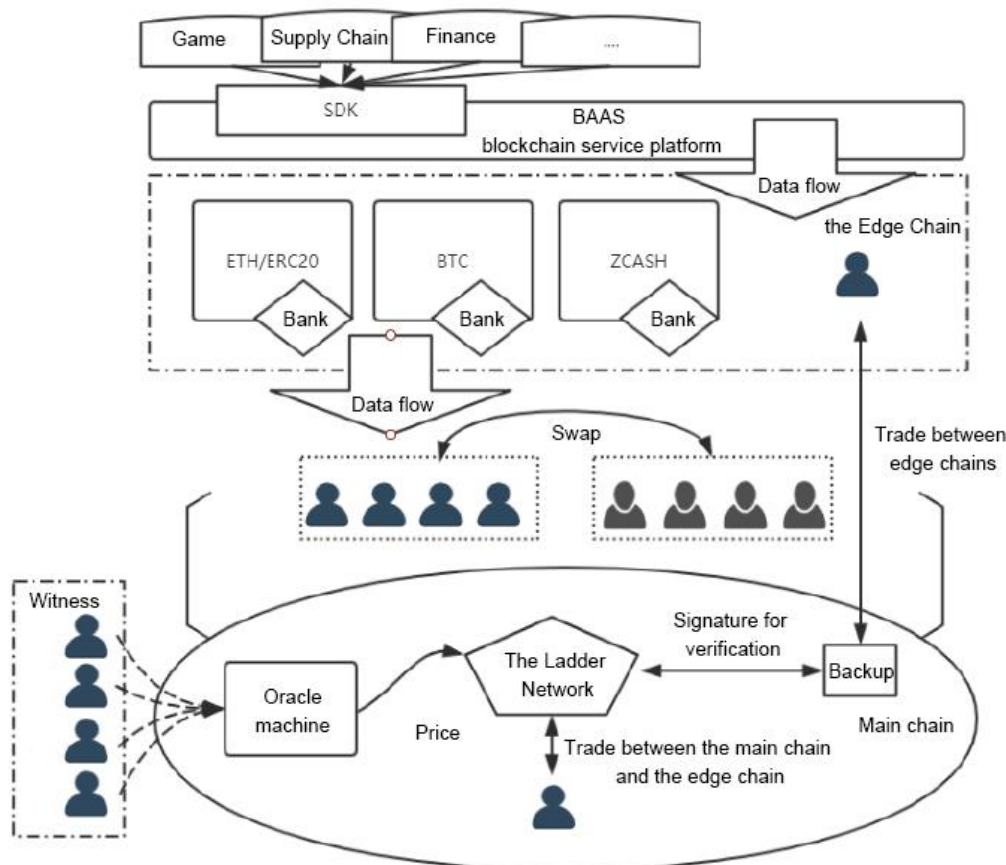 Game
Supply Chain
Finance
....
SDK
BAAS
blockchain service platform
Data flow
the Edge Chain
ETH/ERC20
BTC
ZCASH
Bank
Bank
Bank
Data flow
Swap
Trade between
edge chains
Witness
Signature for
verification
The Ladder
Network
Backup
Oracle
machine
Price
Main chain
Trade between the main chain
and the edge chain